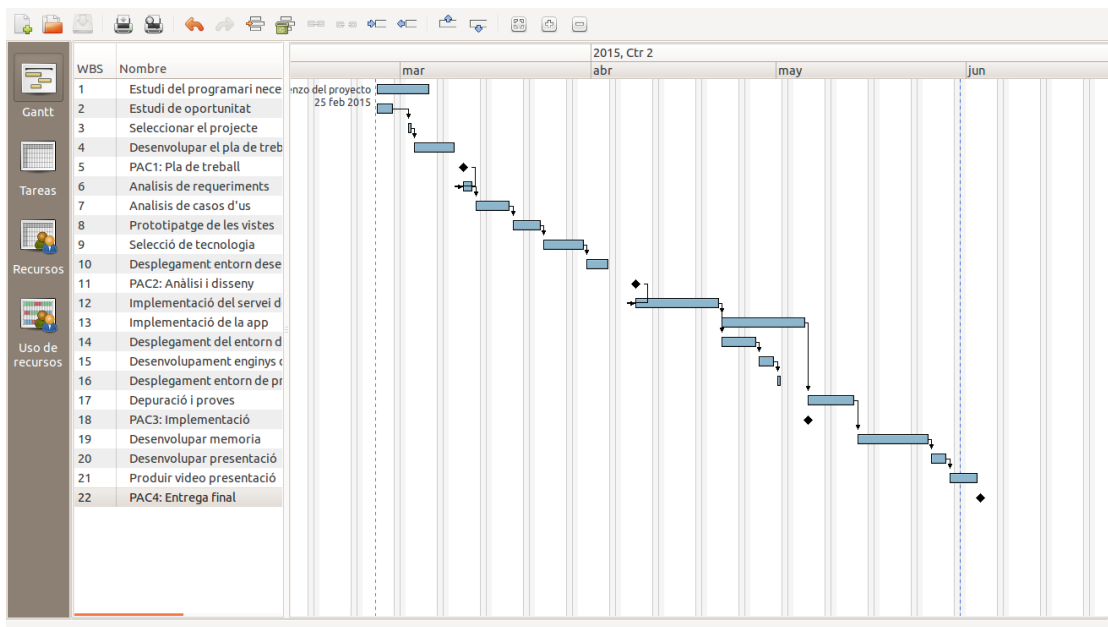 2015, Ctr 2
WBS Nombre mar abr may jun
Gantt
Tareas
Recursos
Uso de
recursos
1 Estudi del programari nece
2 Estudi de oportunitat
3 Seleccionar el projecte
4 Desenvolupar el pla de treb
5 PAC1: Pla de treball
6 Analisis de requeriments
7 Analisis de casos d'us
8 Prototipatge de les vistes
9 Selecció de tecnologia
10 Desplegament entorn dese
11 PAC2: Anàlisi i disseny
12 Implementació del servei d
13 Implementació de la app
14 Desplegament del entorn d
15 Desenvolupament enginys
16 Desplegament entorn de pr
17 Depuració i proves
18 PAC3: Implementació
19 Desenvolupar memoria
20 Desenvolupar presentació
21 Produir video presentació
22 PAC4: Entrega final
enzo del proyecto
25 feb 2015